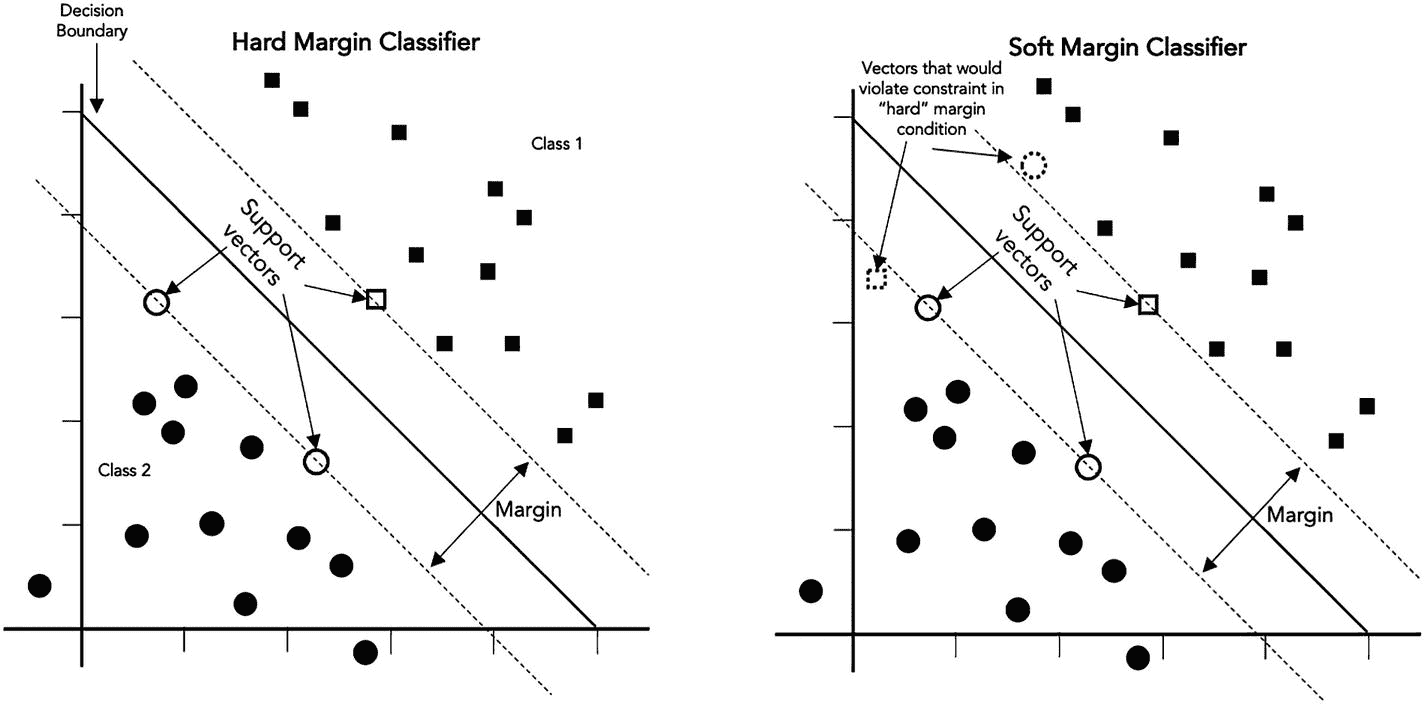 Decision
Boundary
Hard Margin Classifier
Class 1
Support
vectors
Class 2
Margin
Soft Margin Classifier
Vectors that would
violate constraint in
“hard” margin
condition
Support
vectors
Margin